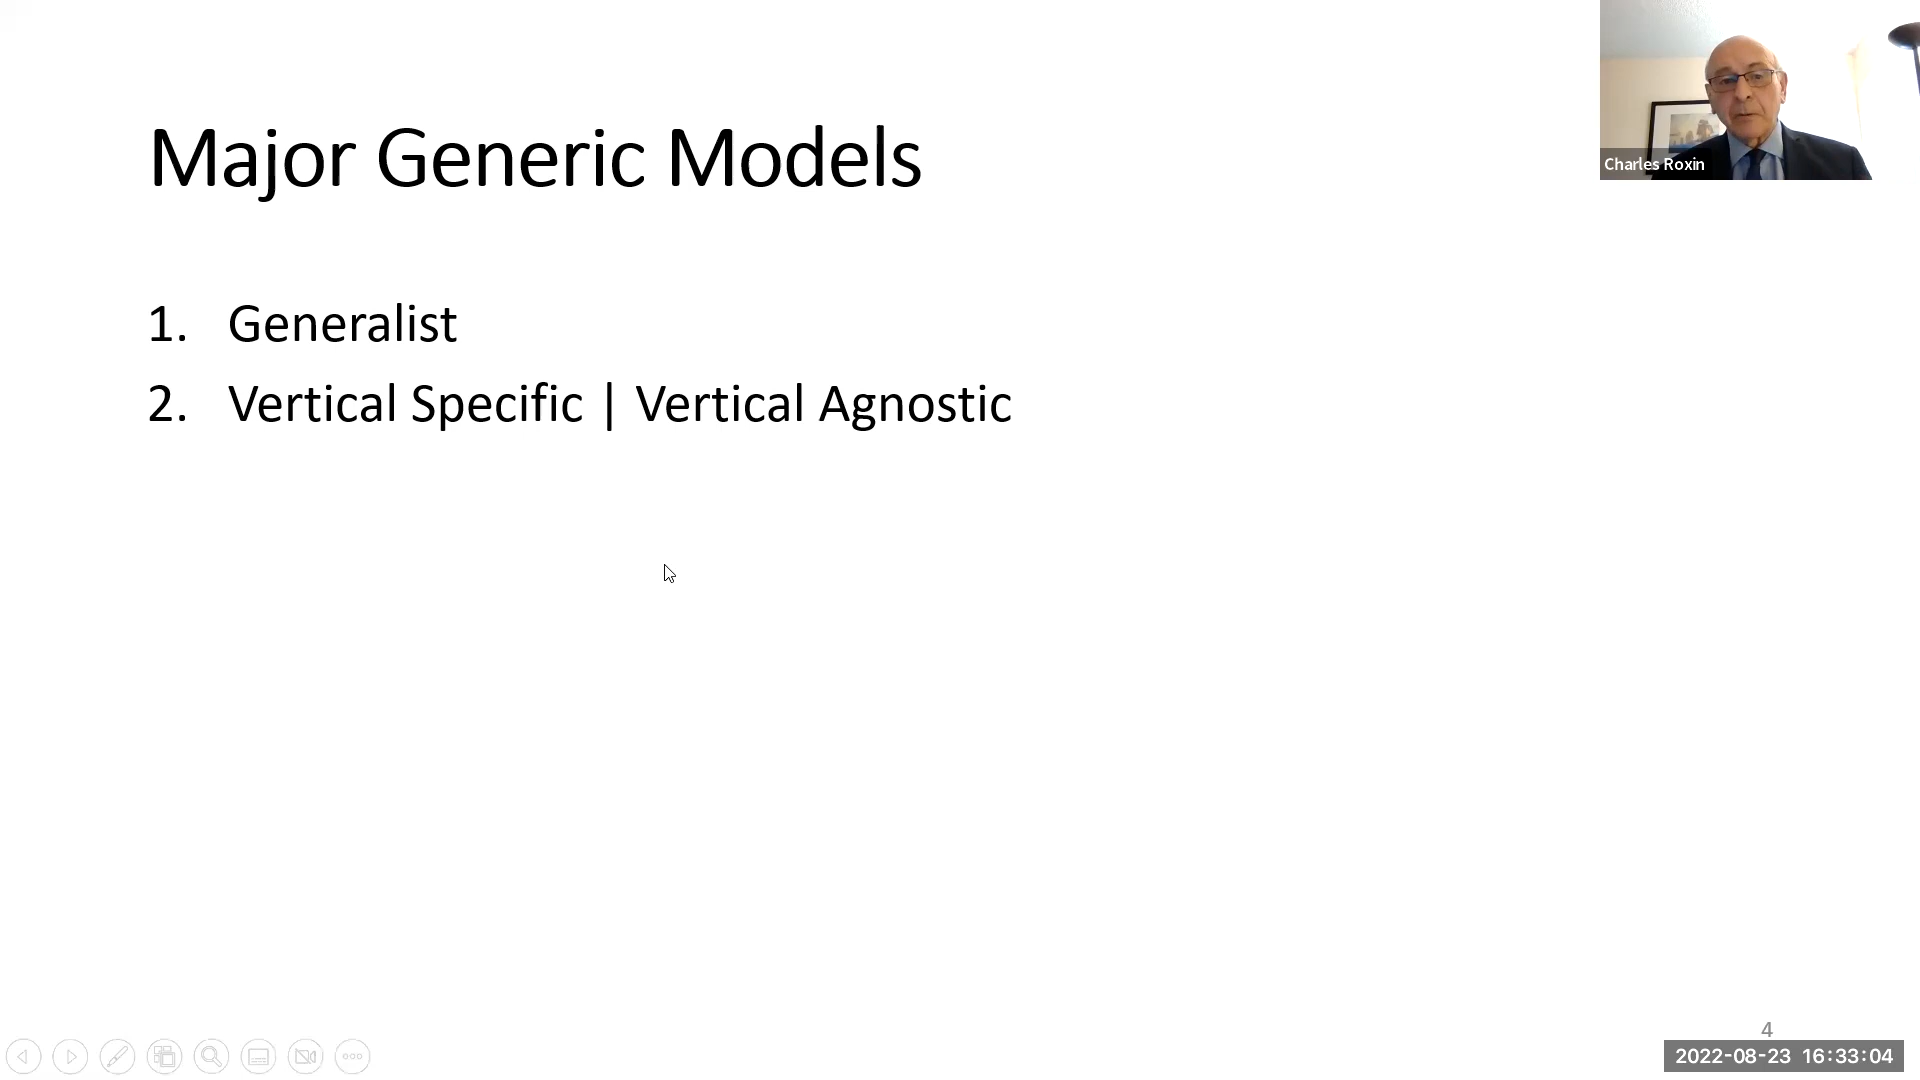 Major Generic Models
Charles Roxin
1. Generalist
2. Vertical Specific | Vertical Agnostic
4
2022-08-23 16:33:04